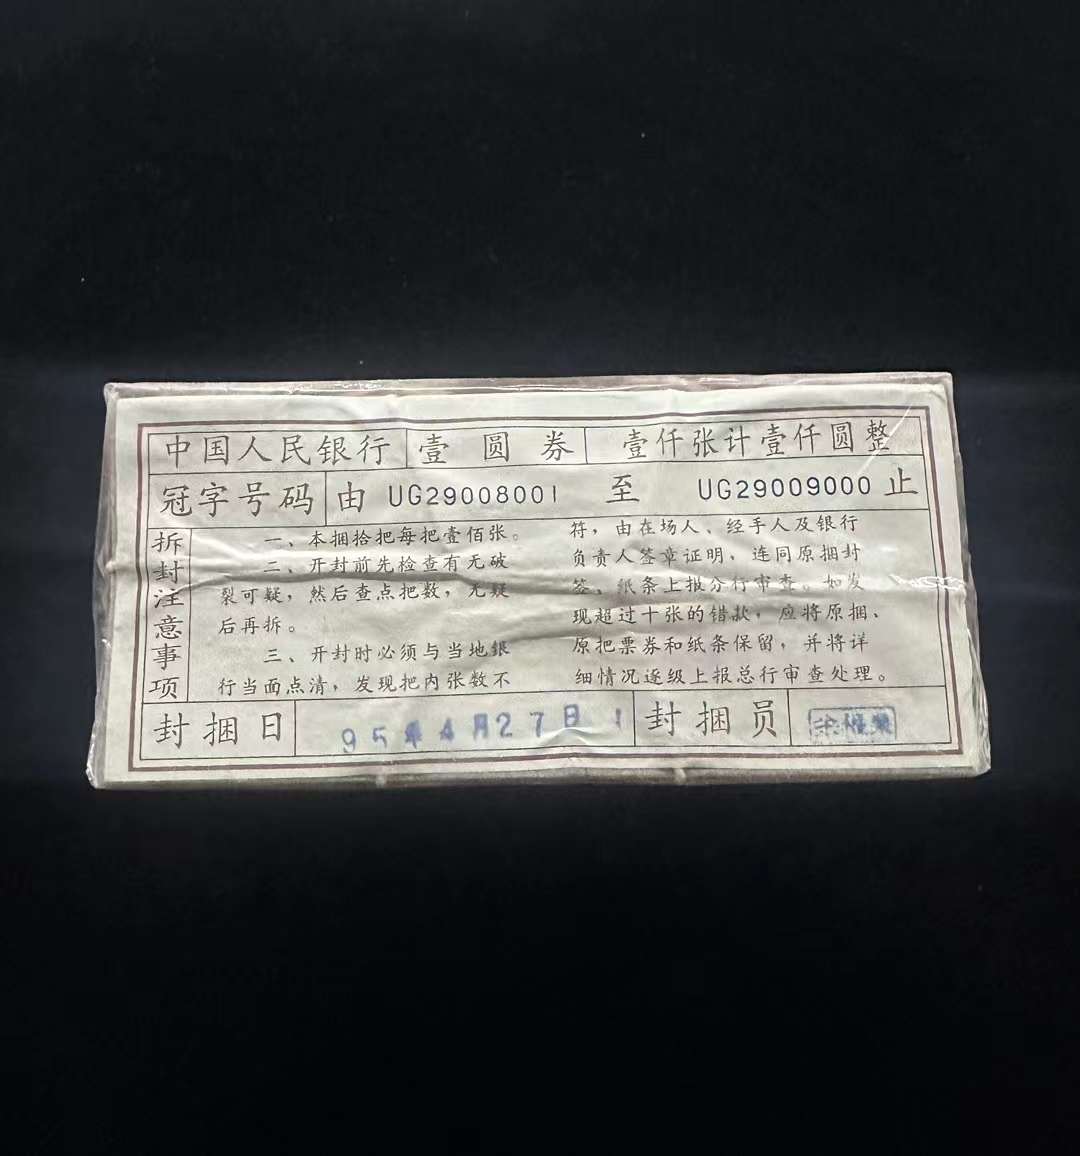 中国人民银行 壹圆券 壹仟张计壹仟圆整
冠字号码 由 UG29008001 至 UG29009000 止
拆封注意事项
一、本捆拾把每把壹佰张。
二、开封前先检查有无破
裂可疑，然后查点把数，无疑
后再拆。
三、开封时必须与当地银
行当面点清，发现把内张数不
符，由在场人、经手人及银行
负责人签章证明，连同原捆封
签、纸条上报分行审查。如发
现超过十张的错款，应将原捆、
原把票券和纸条保留，并将详
细情况逐级上报总行审查处理。
封捆日 95年4月27日 1 封捆员